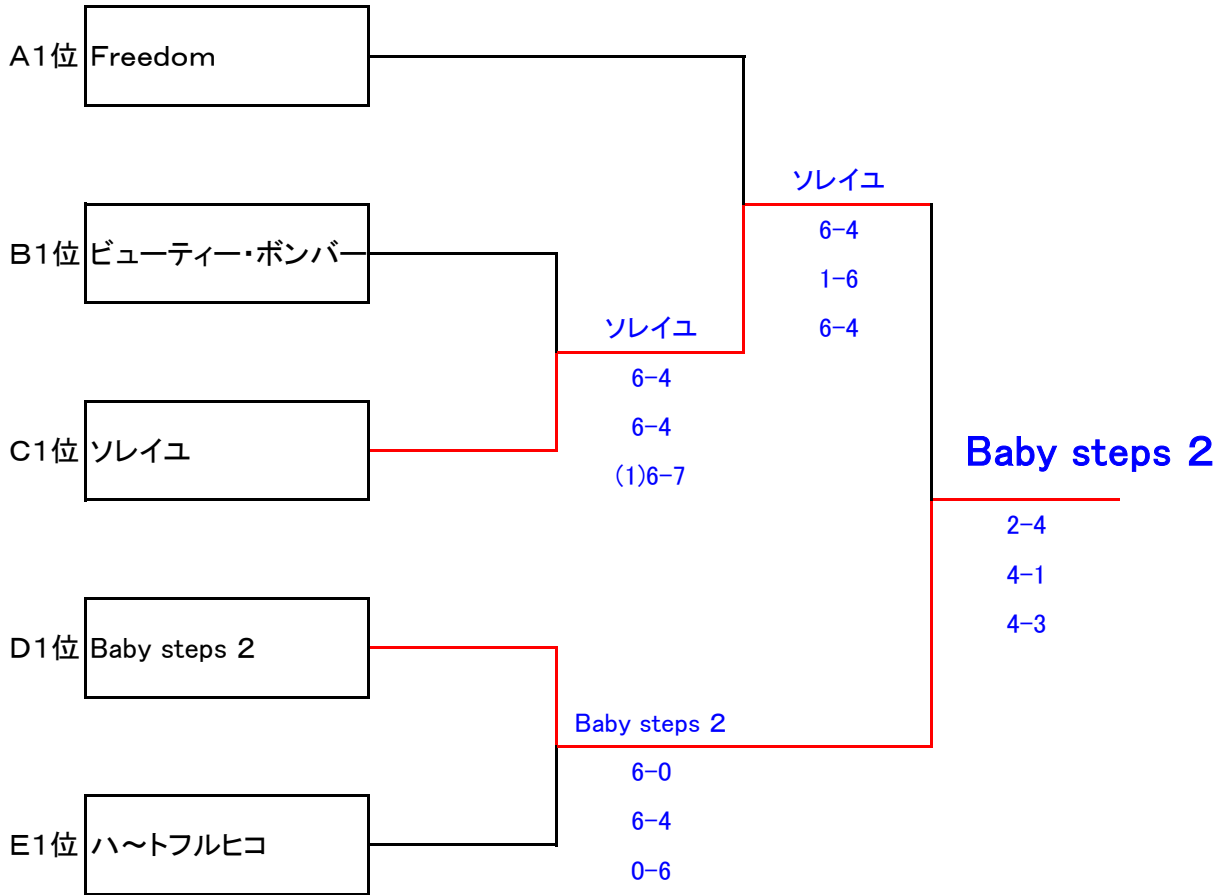 A1位 Freedom
ソレイユ
6-4
B1位 ビューティー・ボンバー
1-6
ソレイユ
6-4
6-4
6-4
C1位 ソレイユ
Baby steps 2
(1)6-7
2-4
4-1
4-3
D1位 Baby steps 2
Baby steps 2
6-0
6-4
E1位 ハ～トフルヒコ
0-6